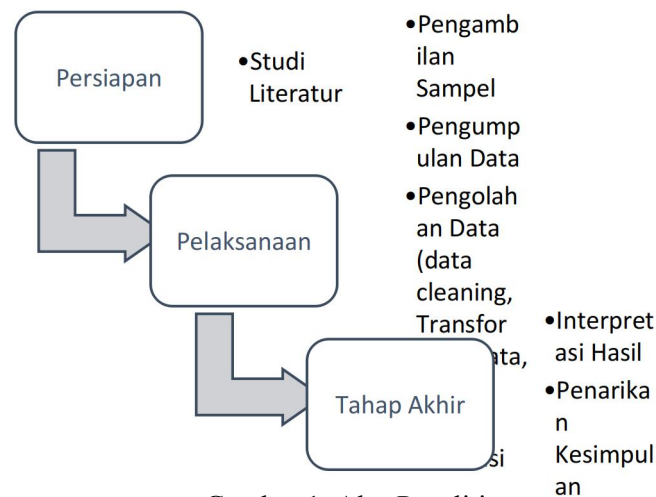 Persiapan
•Studi
Literatur
Pelaksanaan
•Pengamb
ilan
Sampel
•Pengump
ulan Data
•Pengolah
an Data
(data
cleaning,
Transfor
Tahap Akhir
•Interpret
asi Hasil
•Penarika
n
Kesimpul
an